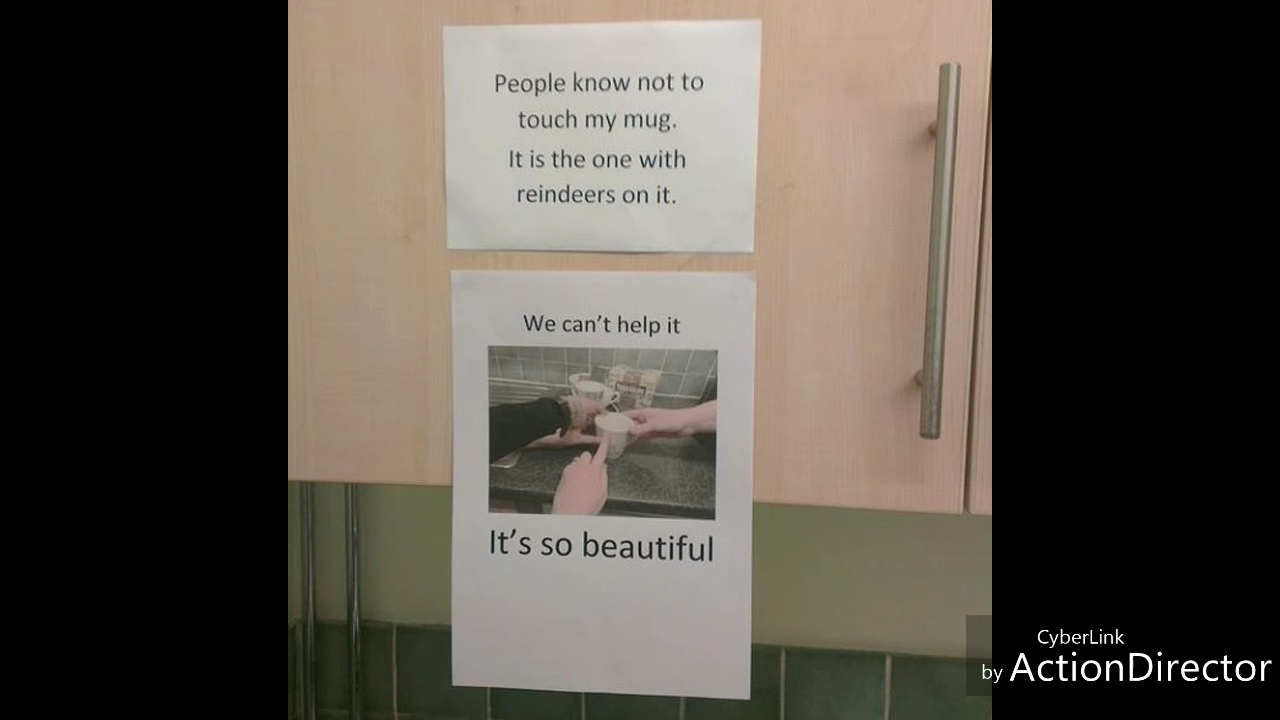 People know not to
touch my mug.
It is the one with
reindeers on it.
We can't help it
It's so beautiful
CyberLink
by ActionDirector